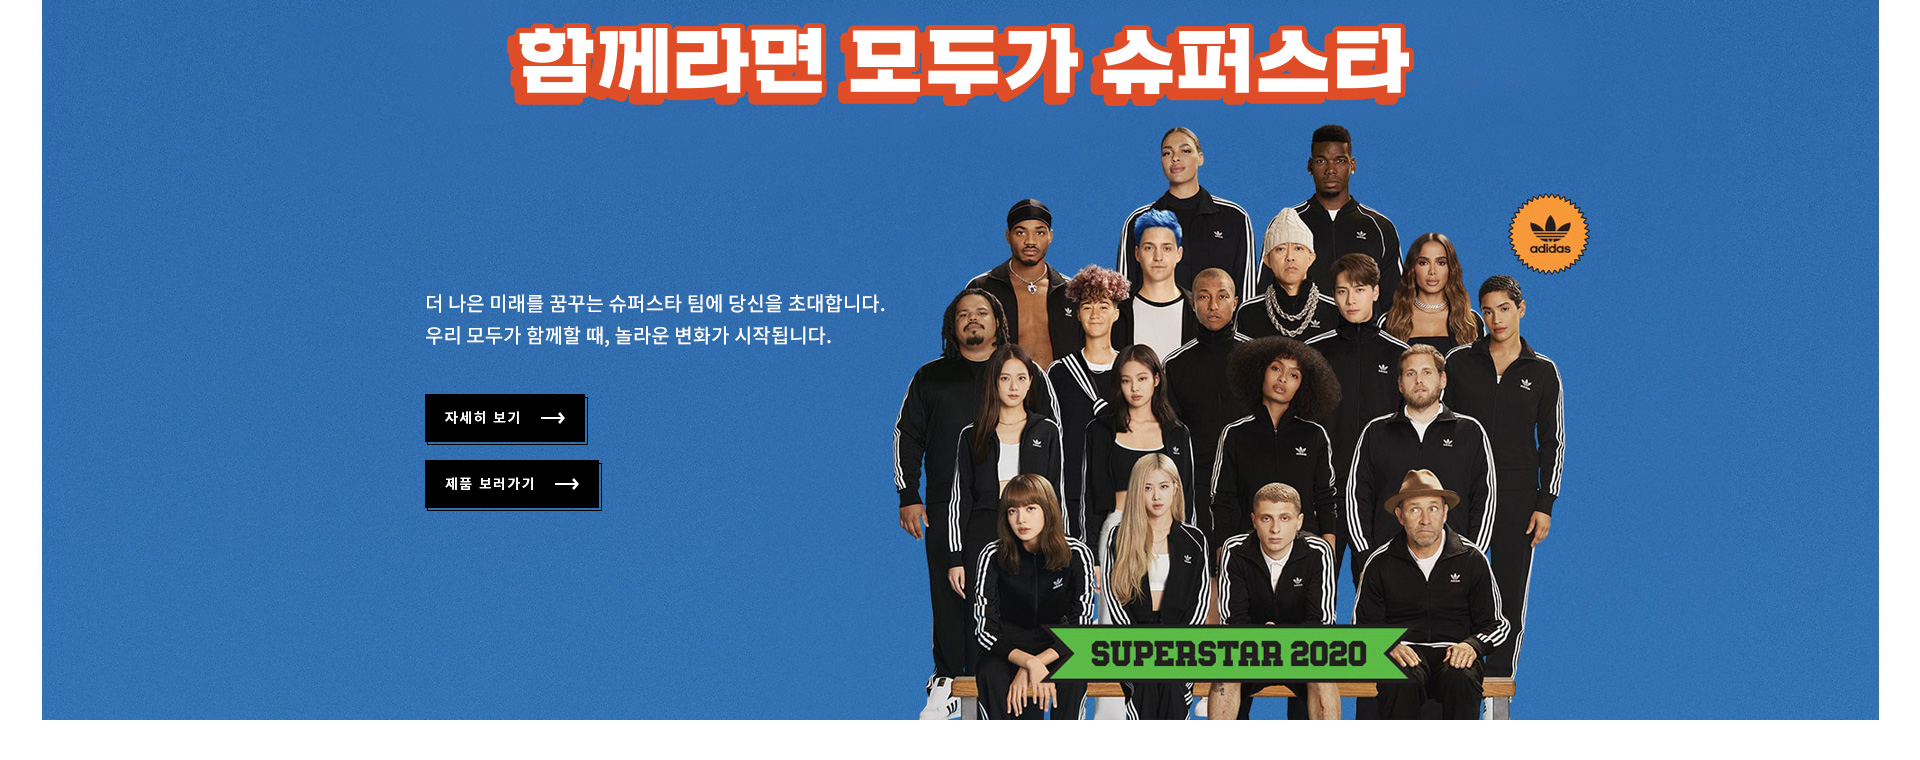 함께라면 모두가 슈퍼스타
adidas
더 나은 미래를 꿈꾸는 슈퍼스타 팀에 당신을 초대합니다.
우리 모두가 함께할 때, 놀라운 변화가 시작됩니다.
자세히 보기
제품 보러가기
SUPERSTAR 2020